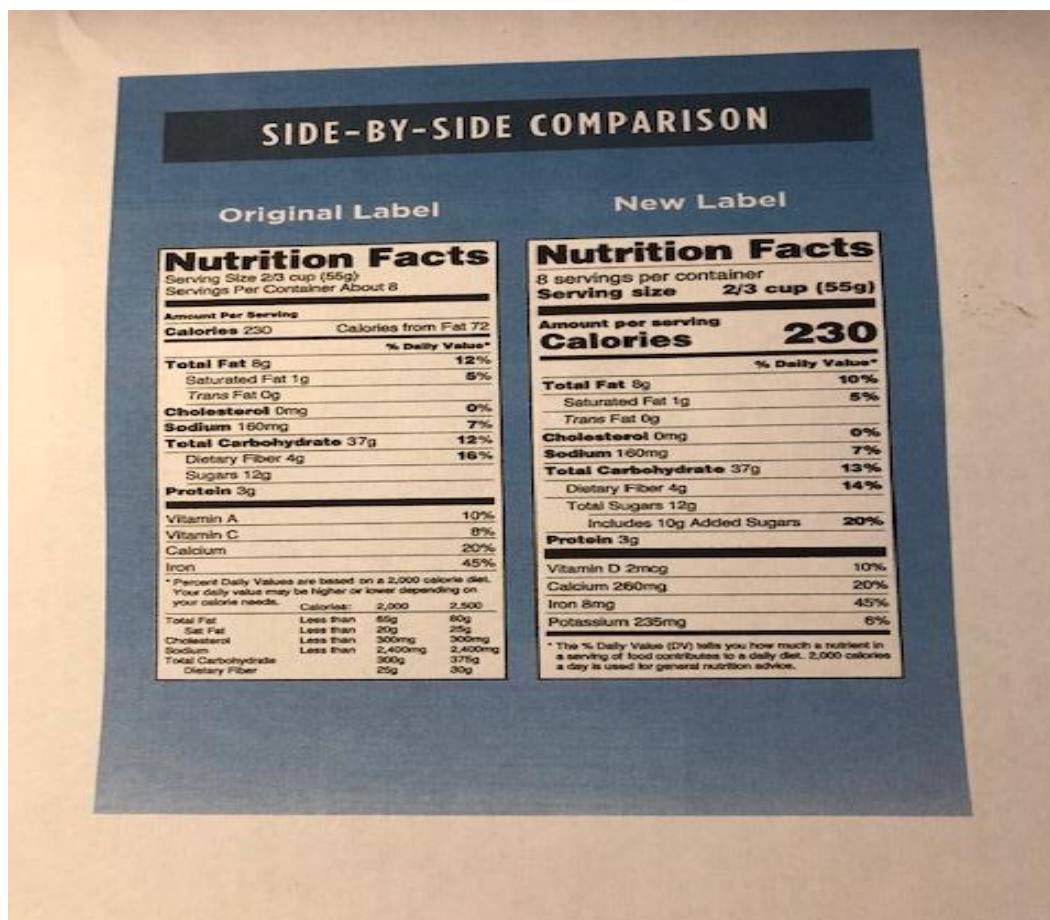 SIDE-BY-SIDE COMPARISON
Original Label
Nutrition Facts
Serving Size 2/3 cup (55g)
Servings Per Container About 8
Amount Per Serving
Calories 230 Calories from Fat 72
% Daily Value*
Total Fat 8g 12%
Saturated Fat 1g 5%
Trans Fat 0g
Cholesterol 0mg 0%
Sodium 160mg 7%
Total Carbohydrate 37g 12%
Dietary Fiber 4g 16%
Sugars 12g
Protein 3g
Vitamin A 10%
Vitamin C 8%
Calcium 20%
Iron 45%
* Percent Daily Values are based on a 2,000 calorie diet.
Your daily value may be higher or lower depending on
your calorie needs.
Calories: 2,000 2,500
Total Fat Less than 65g 80g
Sat Fat Less than 20g 25g
Cholesterol Less than 300mg 300mg
Sodium Less than 2,400mg 2,400mg
Total Carbohydrate 300g 375g
Dietary Fiber 25g 30g
New Label
Nutrition Facts
8 servings per container
Serving size 2/3 cup (55g)
Amount per serving
Calories 230
% Daily Value*
Total Fat 8g 10%
Saturated Fat 1g 5%
Trans Fat 0g
Cholesterol 0mg 0%
Sodium 160mg 7%
Total Carbohydrate 37g 13%
Dietary Fiber 4g 14%
Total Sugars 12g
Includes 10g Added Sugars 20%
Protein 3g
Vitamin D 2mcg 10%
Calcium 260mg 20%
Iron 8mg 45%
Potassium 235mg 6%
* The % Daily Value (DV) tells you how much a nutrient in
a serving of food contributes to a daily diet. 2,000 calories
a day is used for general nutrition advice.